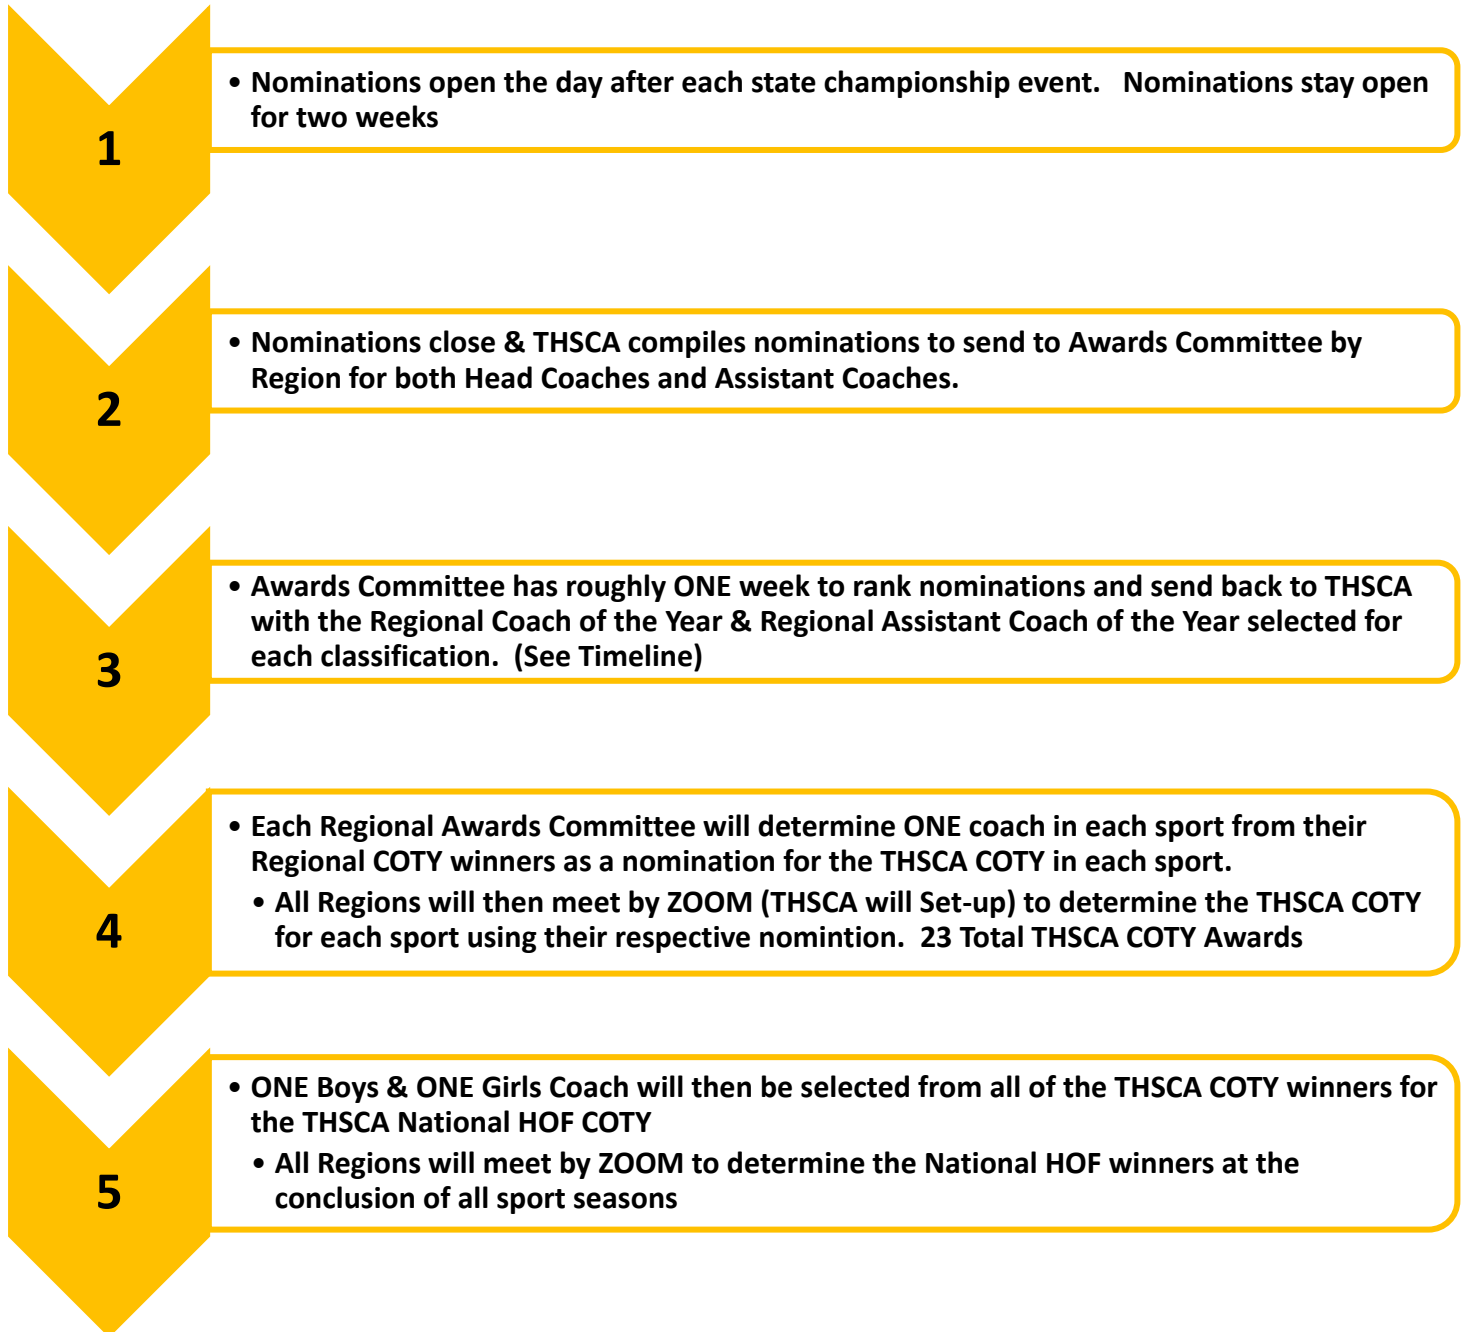 1
• Nominations open the day after each state championship event.   Nominations stay open
for two weeks
2
• Nominations close & THSCA compiles nominations to send to Awards Committee by
Region for both Head Coaches and Assistant Coaches.
3
• Awards Committee has roughly ONE week to rank nominations and send back to THSCA
with the Regional Coach of the Year & Regional Assistant Coach of the Year selected for
each classification.  (See Timeline)
4
• Each Regional Awards Committee will determine ONE coach in each sport from their
Regional COTY winners as a nomination for the THSCA COTY in each sport.
• All Regions will then meet by ZOOM (THSCA will Set-up) to determine the THSCA COTY
for each sport using their respective nomintion.  23 Total THSCA COTY Awards
5
• ONE Boys & ONE Girls Coach will then be selected from all of the THSCA COTY winners for
the THSCA National HOF COTY
• All Regions will meet by ZOOM to determine the National HOF winners at the
conclusion of all sport seasons